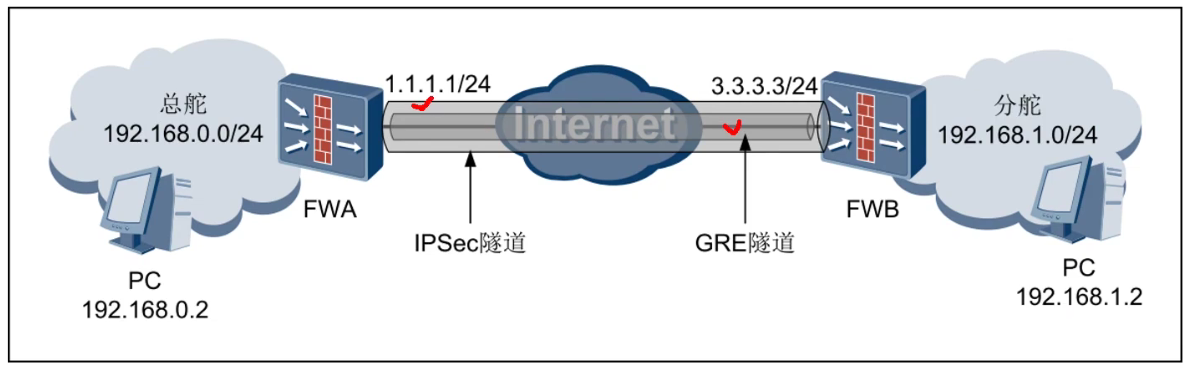 1.1.1.1/24
3.3.3.3/24
总舵
192.168.0.0/24
Internet
分舵
192.168.1.0/24
FWA
FWB
IPSec隧道
GRE隧道
PC
192.168.0.2
PC
192.168.1.2